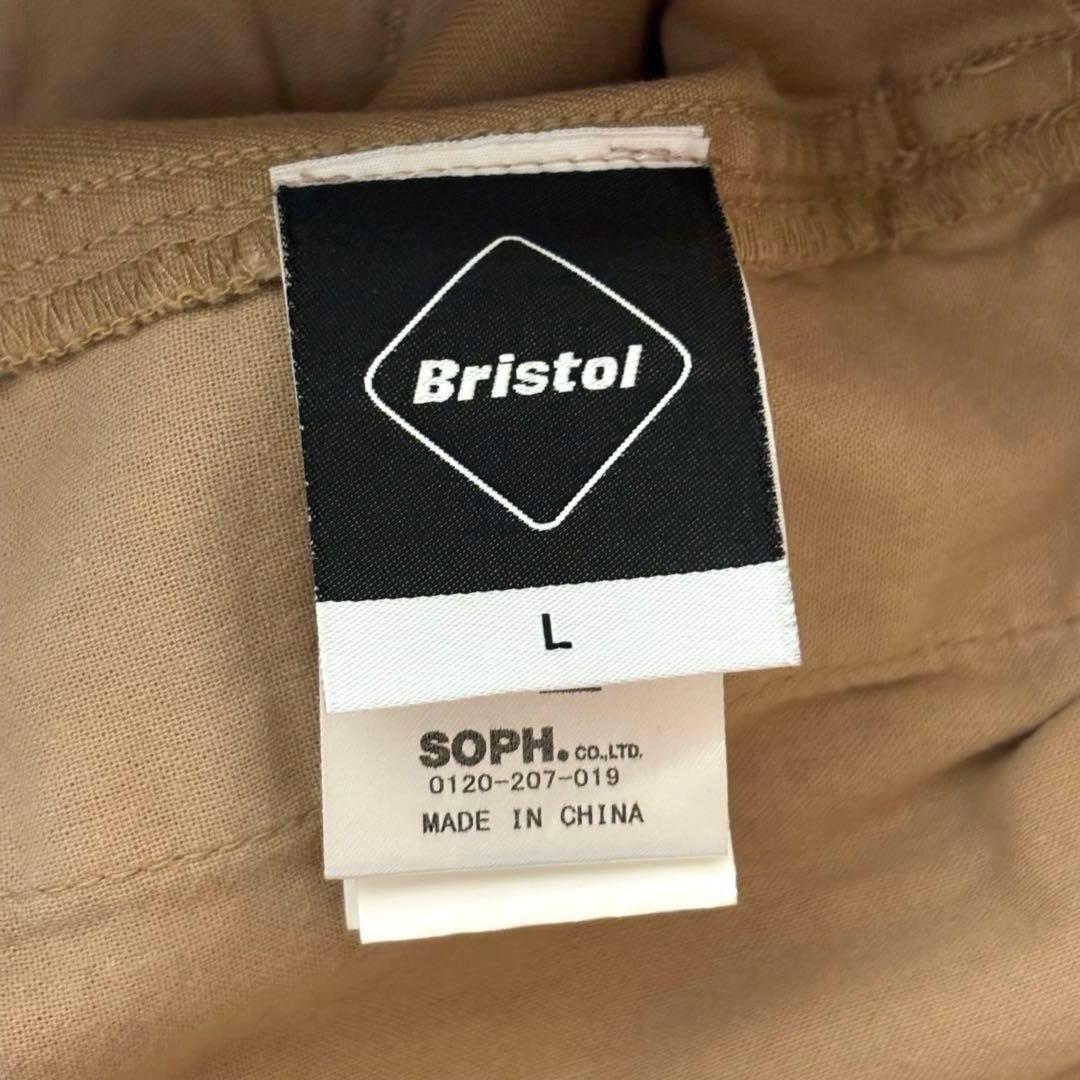 Bristol
L
SOPH. CO.,LTD.
0120-207-019
MADE IN CHINA